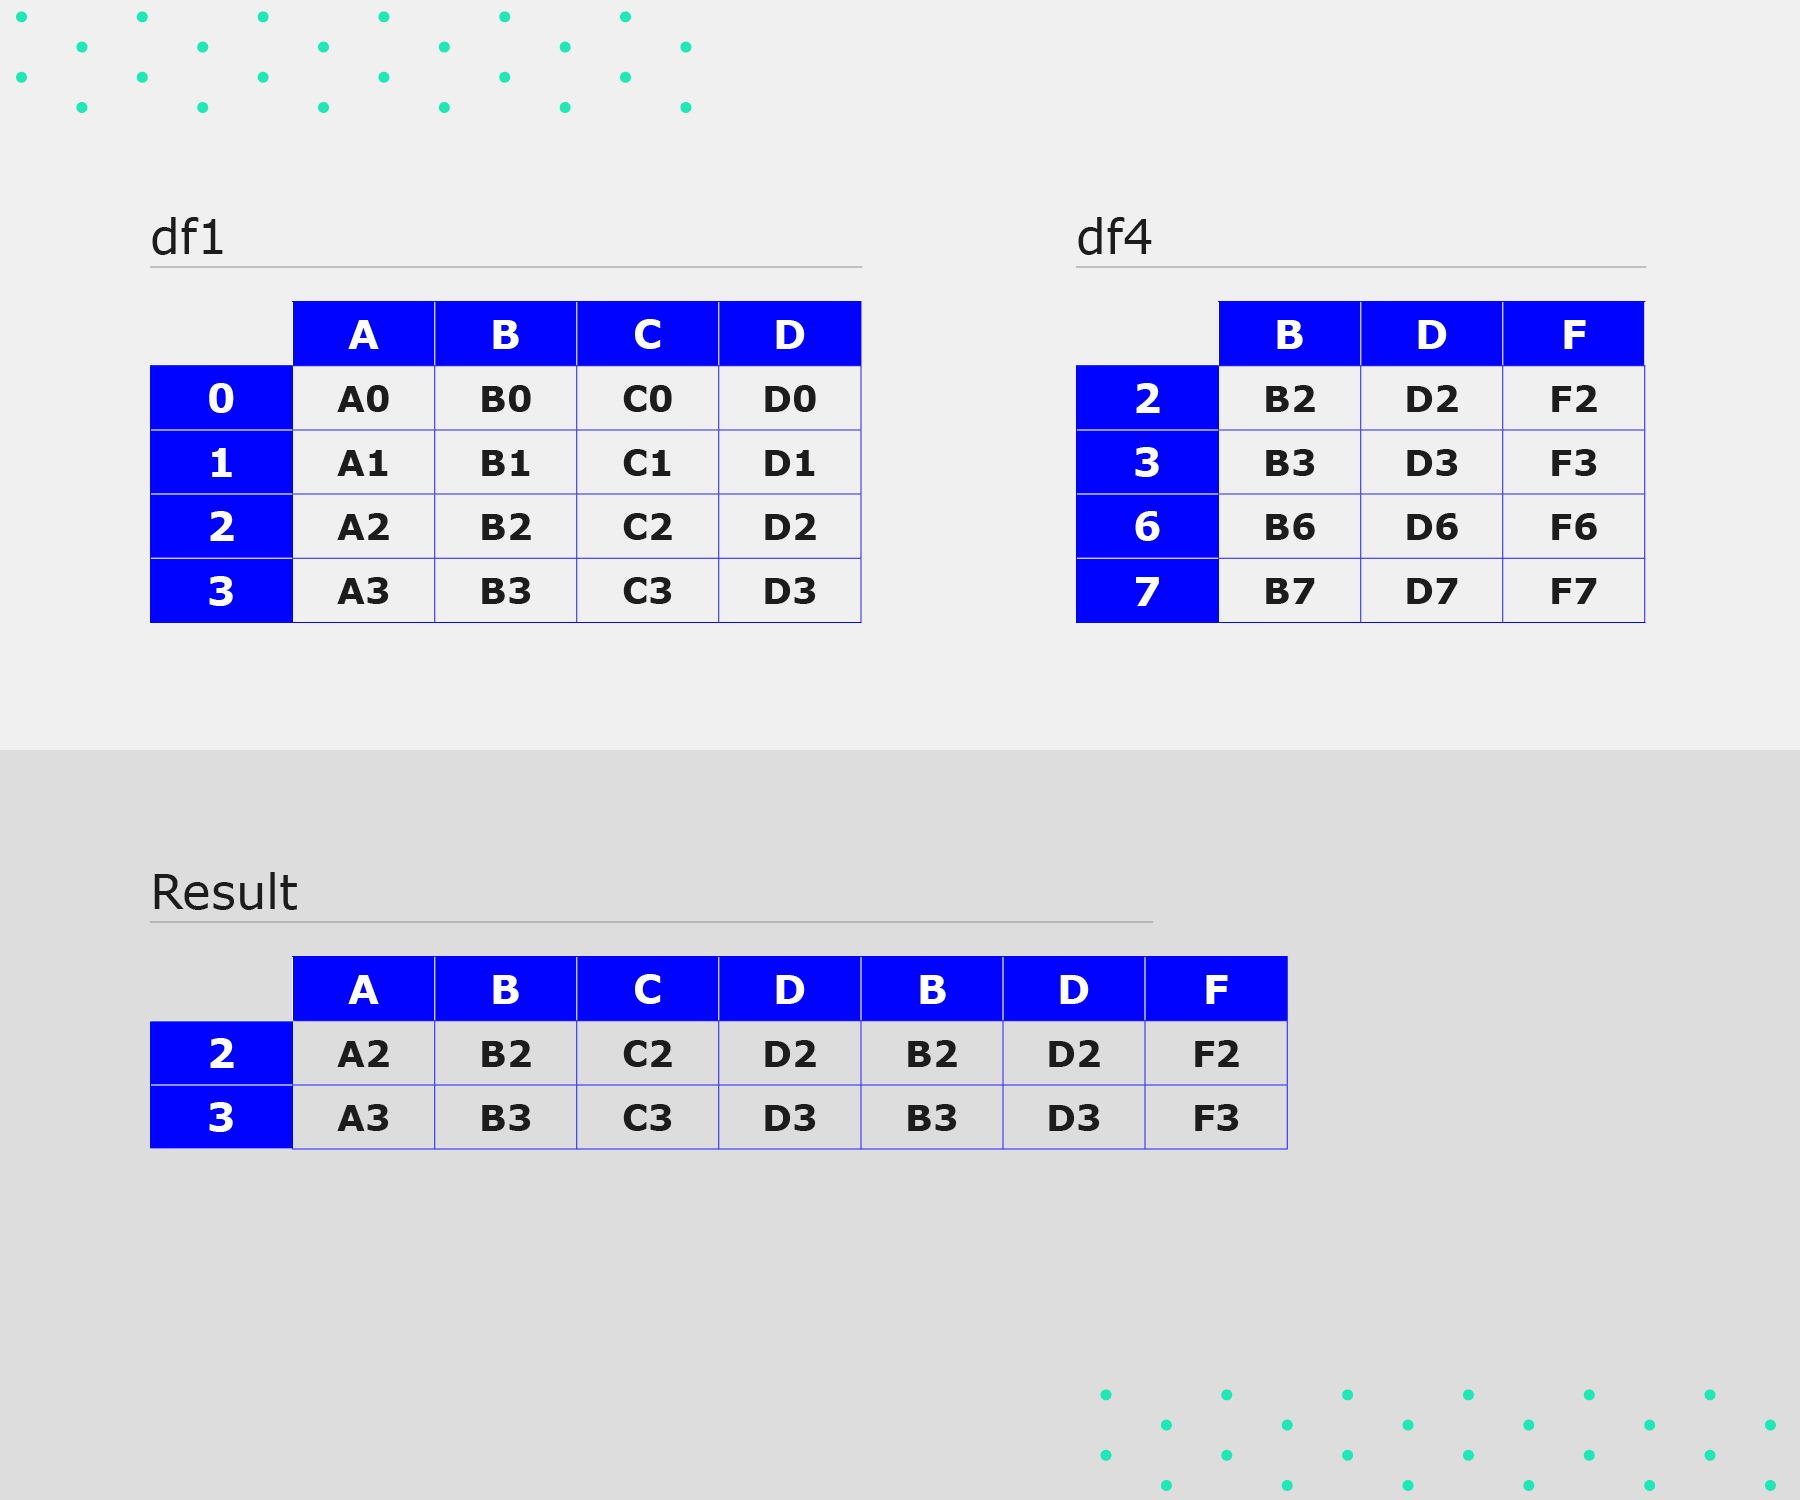 df1
A B C D
0 A0 B0 C0 D0
1 A1 B1 C1 D1
2 A2 B2 C2 D2
3 A3 B3 C3 D3
df4
B D F
2 B2 D2 F2
3 B3 D3 F3
6 B6 D6 F6
7 B7 D7 F7
Result
A B C D B D F
2 A2 B2 C2 D2 B2 D2 F2
3 A3 B3 C3 D3 B3 D3 F3